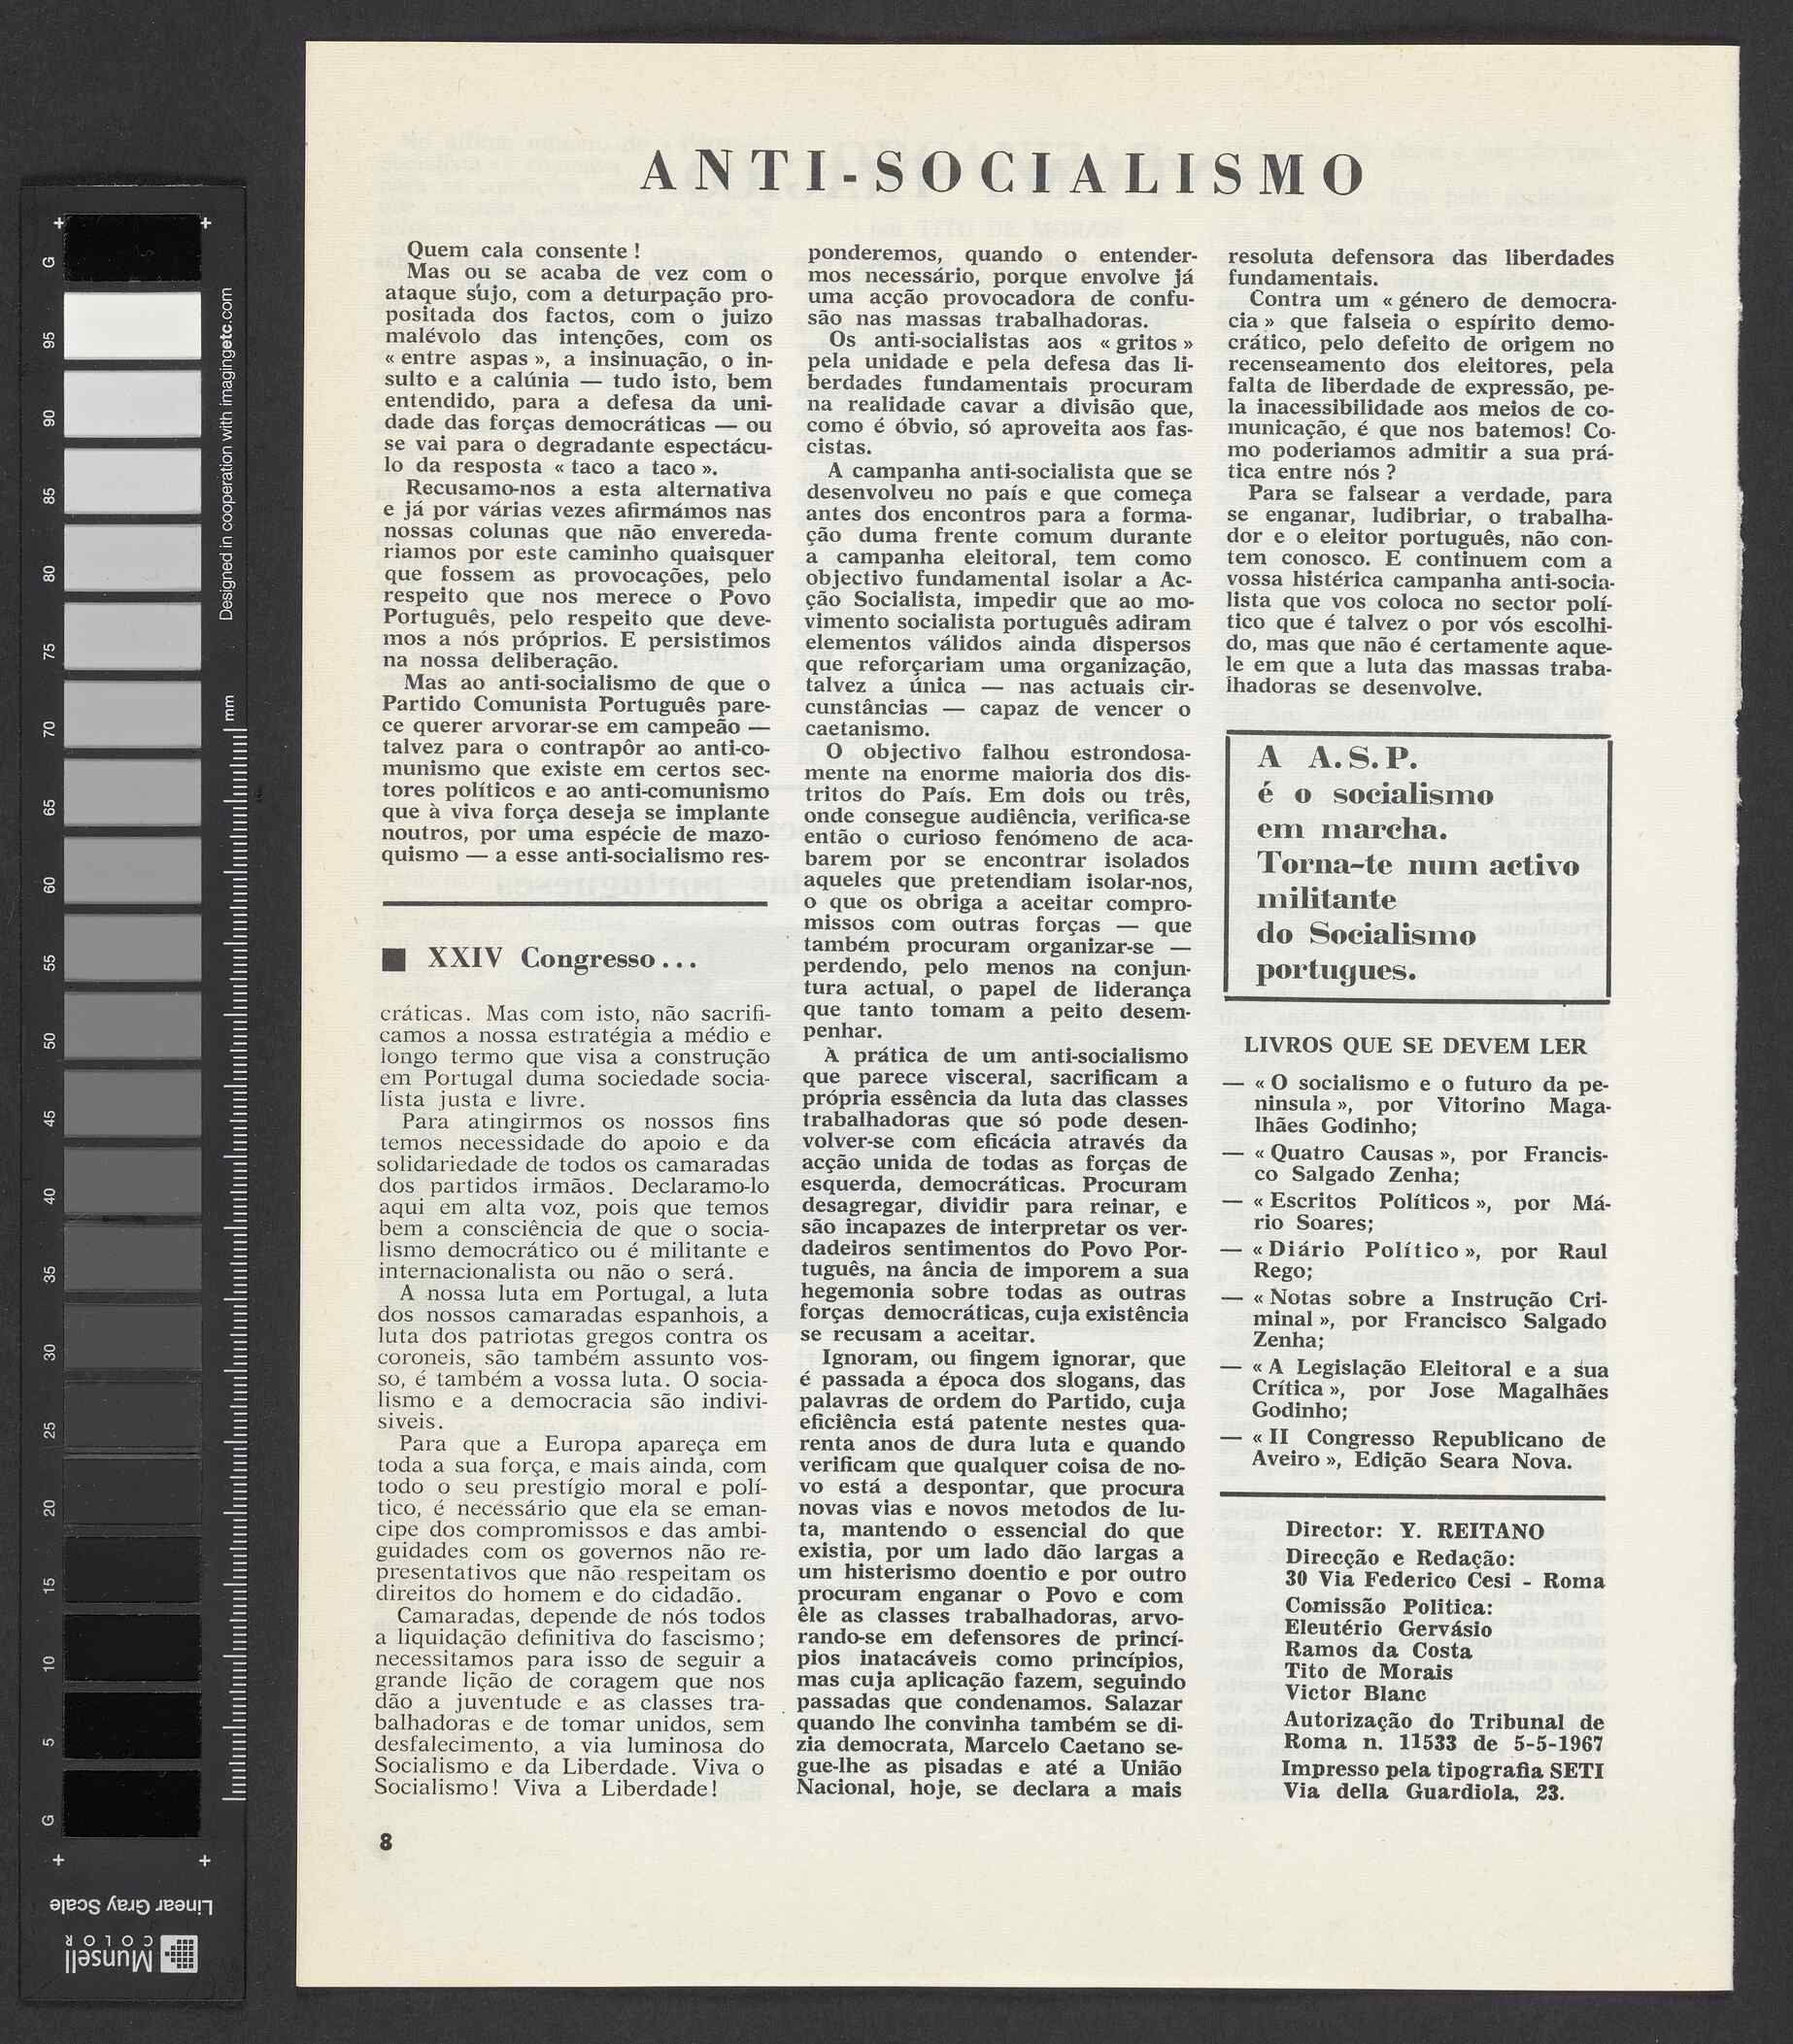 ANTI-SOCIALISMO
Quem cala consente !
Mas ou se acaba de vez com o
ataque sujo, com a deturpação pro-
positada dos factos, com o juizo
malévolo das intenções, com os
« entre aspas », a insinuação, o in-
sulto e a calúnia — tudo isto, bem
entendido, para a defesa da uni-
dade das forças democráticas — ou
se vai para o degradante espectácu-
lo da resposta « taco a taco ».
Recusamo-nos a esta alternativa
e já por várias vezes afirmámos nas
nossas colunas que não envereda-
riamos por este caminho quaisquer
que fossem as provocações, pelo
respeito que nos merece o Povo
Português, pelo respeito que deve-
mos a nós próprios. E persistimos
na nossa deliberação.
Mas ao anti-socialismo de que o
Partido Comunista Português pare-
ce querer arvorar-se em campeão —
talvez para o contrapôr ao anti-co-
munismo que existe em certos sec-
tores políticos e ao anti-comunismo
que à viva força deseja se implante
noutros, por uma espécie de mazo-
quismo — a esse anti-socialismo res-
ponderemos, quando o entender-
mos necessário, porque envolve já
uma acção provocadora de confu-
são nas massas trabalhadoras.
Os anti-socialistas aos « gritos »
pela unidade e pela defesa das li-
berdades fundamentais procuram
na realidade cavar a divisão que,
como é óbvio, só aproveita aos fas-
cistas.
A campanha anti-socialista que se
desenvolveu no país e que começa
antes dos encontros para a forma-
ção duma frente comum durante
a campanha eleitoral, tem como
objectivo fundamental isolar a Ac-
ção Socialista, impedir que ao mo-
vimento socialista português adiram
elementos válidos ainda dispersos
que reforçariam uma organização,
talvez a única — nas actuais cir-
cunstâncias — capaz de vencer o
caetanismo.
O objectivo falhou estrondosa-
mente na enorme maioria dos dis-
tritos do País. Em dois ou três,
onde consegue audiência, verifica-se
então o curioso fenómeno de aca-
barem por se encontrar isolados
aqueles que pretendiam isolar-nos,
o que os obriga a aceitar compro-
missos com outras forças — que
também procuram organizar-se —
perdendo, pelo menos na conjun-
tura actual, o papel de liderança
que tanto tomam a peito desem-
penhar.
À prática de um anti-socialismo
que parece visceral, sacrificam a
própria essência da luta das classes
trabalhadoras que só pode desen-
volver-se com eficácia através da
acção unida de todas as forças de
esquerda, democráticas. Procuram
desagregar, dividir para reinar, e
são incapazes de interpretar os ver-
dadeiros sentimentos do Povo Por-
tuguês, na ância de imporem a sua
hegemonia sobre todas as outras
forças democráticas, cuja existência
se recusam a aceitar.
Ignoram, ou fingem ignorar, que
é passada a época dos slogans, das
palavras de ordem do Partido, cuja
eficiência está patente nestes qua-
renta anos de dura luta e quando
verificam que qualquer coisa de no-
vo está a despontar, que procura
novas vias e novos metodos de lu-
ta, mantendo o essencial do que
existia, por um lado dão largas a
um histerismo doentio e por outro
procuram enganar o Povo e com
êle as classes trabalhadoras, arvo-
rando-se em defensores de princí-
pios inatacáveis como princípios,
mas cuja aplicação fazem, seguindo
passadas que condenamos. Salazar
quando lhe convinha também se di-
zia democrata, Marcelo Caetano se-
gue-lhe as pisadas e até a União
Nacional, hoje, se declara a mais
resoluta defensora das liberdades
fundamentais.
Contra um « género de democra-
cia » que falseia o espírito demo-
crático, pelo defeito de origem no
recenseamento dos eleitores, pela
falta de liberdade de expressão, pe-
la inacessibilidade aos meios de co-
municação, é que nos batemos! Co-
mo poderiamos admitir a sua prá-
tica entre nós ?
Para se falsear a verdade, para
se enganar, ludibriar, o trabalha-
dor e o eleitor português, não con-
tem conosco. E continuem com a
vossa histérica campanha anti-socia-
lista que vos coloca no sector polí-
tico que é talvez o por vós escolhi-
do, mas que não é certamente aque-
le em que a luta das massas traba-
lhadoras se desenvolve.
■ XXIV Congresso...
cráticas. Mas com isto, não sacrifi-
camos a nossa estratégia a médio e
longo termo que visa a construção
em Portugal duma sociedade socia-
lista justa e livre.
Para atingirmos os nossos fins
temos necessidade do apoio e da
solidariedade de todos os camaradas
dos partidos irmãos. Declaramo-lo
aqui em alta voz, pois que temos
bem a consciência de que o socia-
lismo democrático ou é militante e
internacionalista ou não o será.
A nossa luta em Portugal, a luta
dos nossos camaradas espanhois, a
luta dos patriotas gregos contra os
coroneis, são também assunto vos-
so, é também a vossa luta. O socia-
lismo e a democracia são indivi-
siveis.
Para que a Europa apareça em
toda a sua força, e mais ainda, com
todo o seu prestígio moral e polí-
tico, é necessário que ela se eman-
cipe dos compromissos e das ambi-
guidades com os governos não re-
presentativos que não respeitam os
direitos do homem e do cidadão.
Camaradas, depende de nós todos
a liquidação definitiva do fascismo;
necessitamos para isso de seguir a
grande lição de coragem que nos
dão a juventude e as classes tra-
balhadoras e de tomar unidos, sem
desfalecimento, a via luminosa do
Socialismo e da Liberdade. Viva o
Socialismo! Viva a Liberdade!
A A.S.P.
é o socialismo
em marcha.
Torna-te num activo
militante
do Socialismo
portugues.
LIVROS QUE SE DEVEM LER
— « O socialismo e o futuro da pe-
ninsula », por Vitorino Maga-
lhães Godinho;
— « Quatro Causas », por Francis-
co Salgado Zenha;
— « Escritos Políticos », por Má-
rio Soares;
— « Diário Político », por Raul
Rego;
— « Notas sobre a Instrução Cri-
minal », por Francisco Salgado
Zenha;
— « A Legislação Eleitoral e a sua
Crítica », por Jose Magalhães
Godinho;
— « II Congresso Republicano de
Aveiro », Edição Seara Nova.
Director: Y. REITANO
Direcção e Redação:
30 Via Federico Cesi - Roma
Comissão Politica:
Eleutério Gervásio
Ramos da Costa
Tito de Morais
Victor Blanc
Autorização do Tribunal de
Roma n. 11533 de 5-5-1967
Impresso pela tipografia SETI
Via della Guardiola, 23.
8
G
95
90
85
80
75
70
65
60
55
50
45
40
35
30
25
20
15
10
5
G
Designed in cooperation with imagingetc.com
mm
Linear Gray Scale
Munsell
COLOR